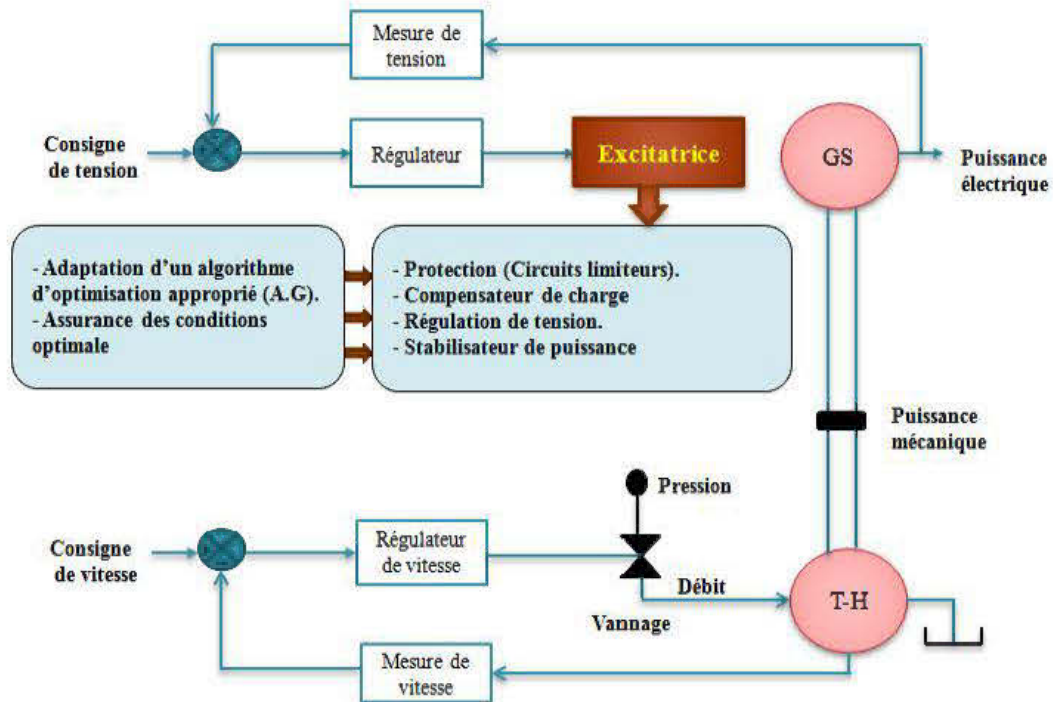 Mesure de
tension
Consigne
de tension
Régulateur
Excitatrice
GS
Puissance
électrique
- Adaptation d'un algorithme
d'optimisation approprié (A.G).
- Assurance des conditions
optimale
- Protection (Circuits limiteurs).
- Compensateur de charge
- Régulation de tension.
- Stabilisateur de puissance
Puissance
mécanique
Pression
Consigne
de vitesse
Régulateur
de vitesse
Débit
Vannage
T-H
Mesure de
vitesse